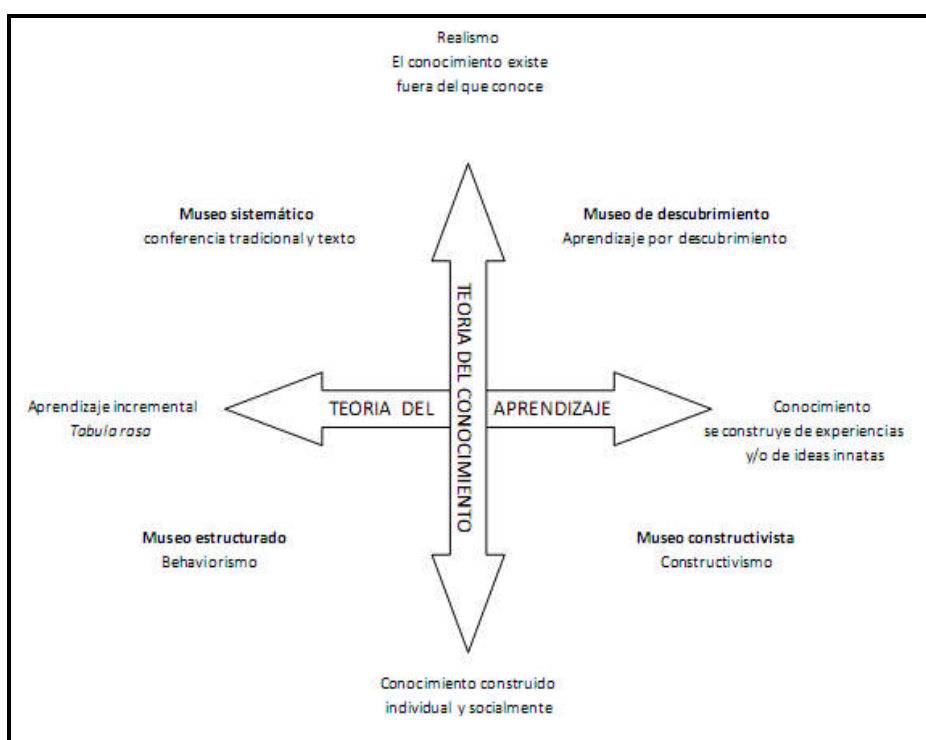 Realismo
El conocimiento existe
fuera del que conoce
Museo sistemático
conferencia tradicional y texto
Museo de descubrimiento
Aprendizaje por descubrimiento
TEORIA DEL CONOCIMIENTO
Aprendizaje incremental
Tabula rasa
TEORIA DEL APRENDIZAJE
Conocimiento
se construye de experiencias
y/o de ideas innatas
Museo estructurado
Behaviorismo
Museo constructivista
Constructivismo
Conocimiento construido
individual y socialmente